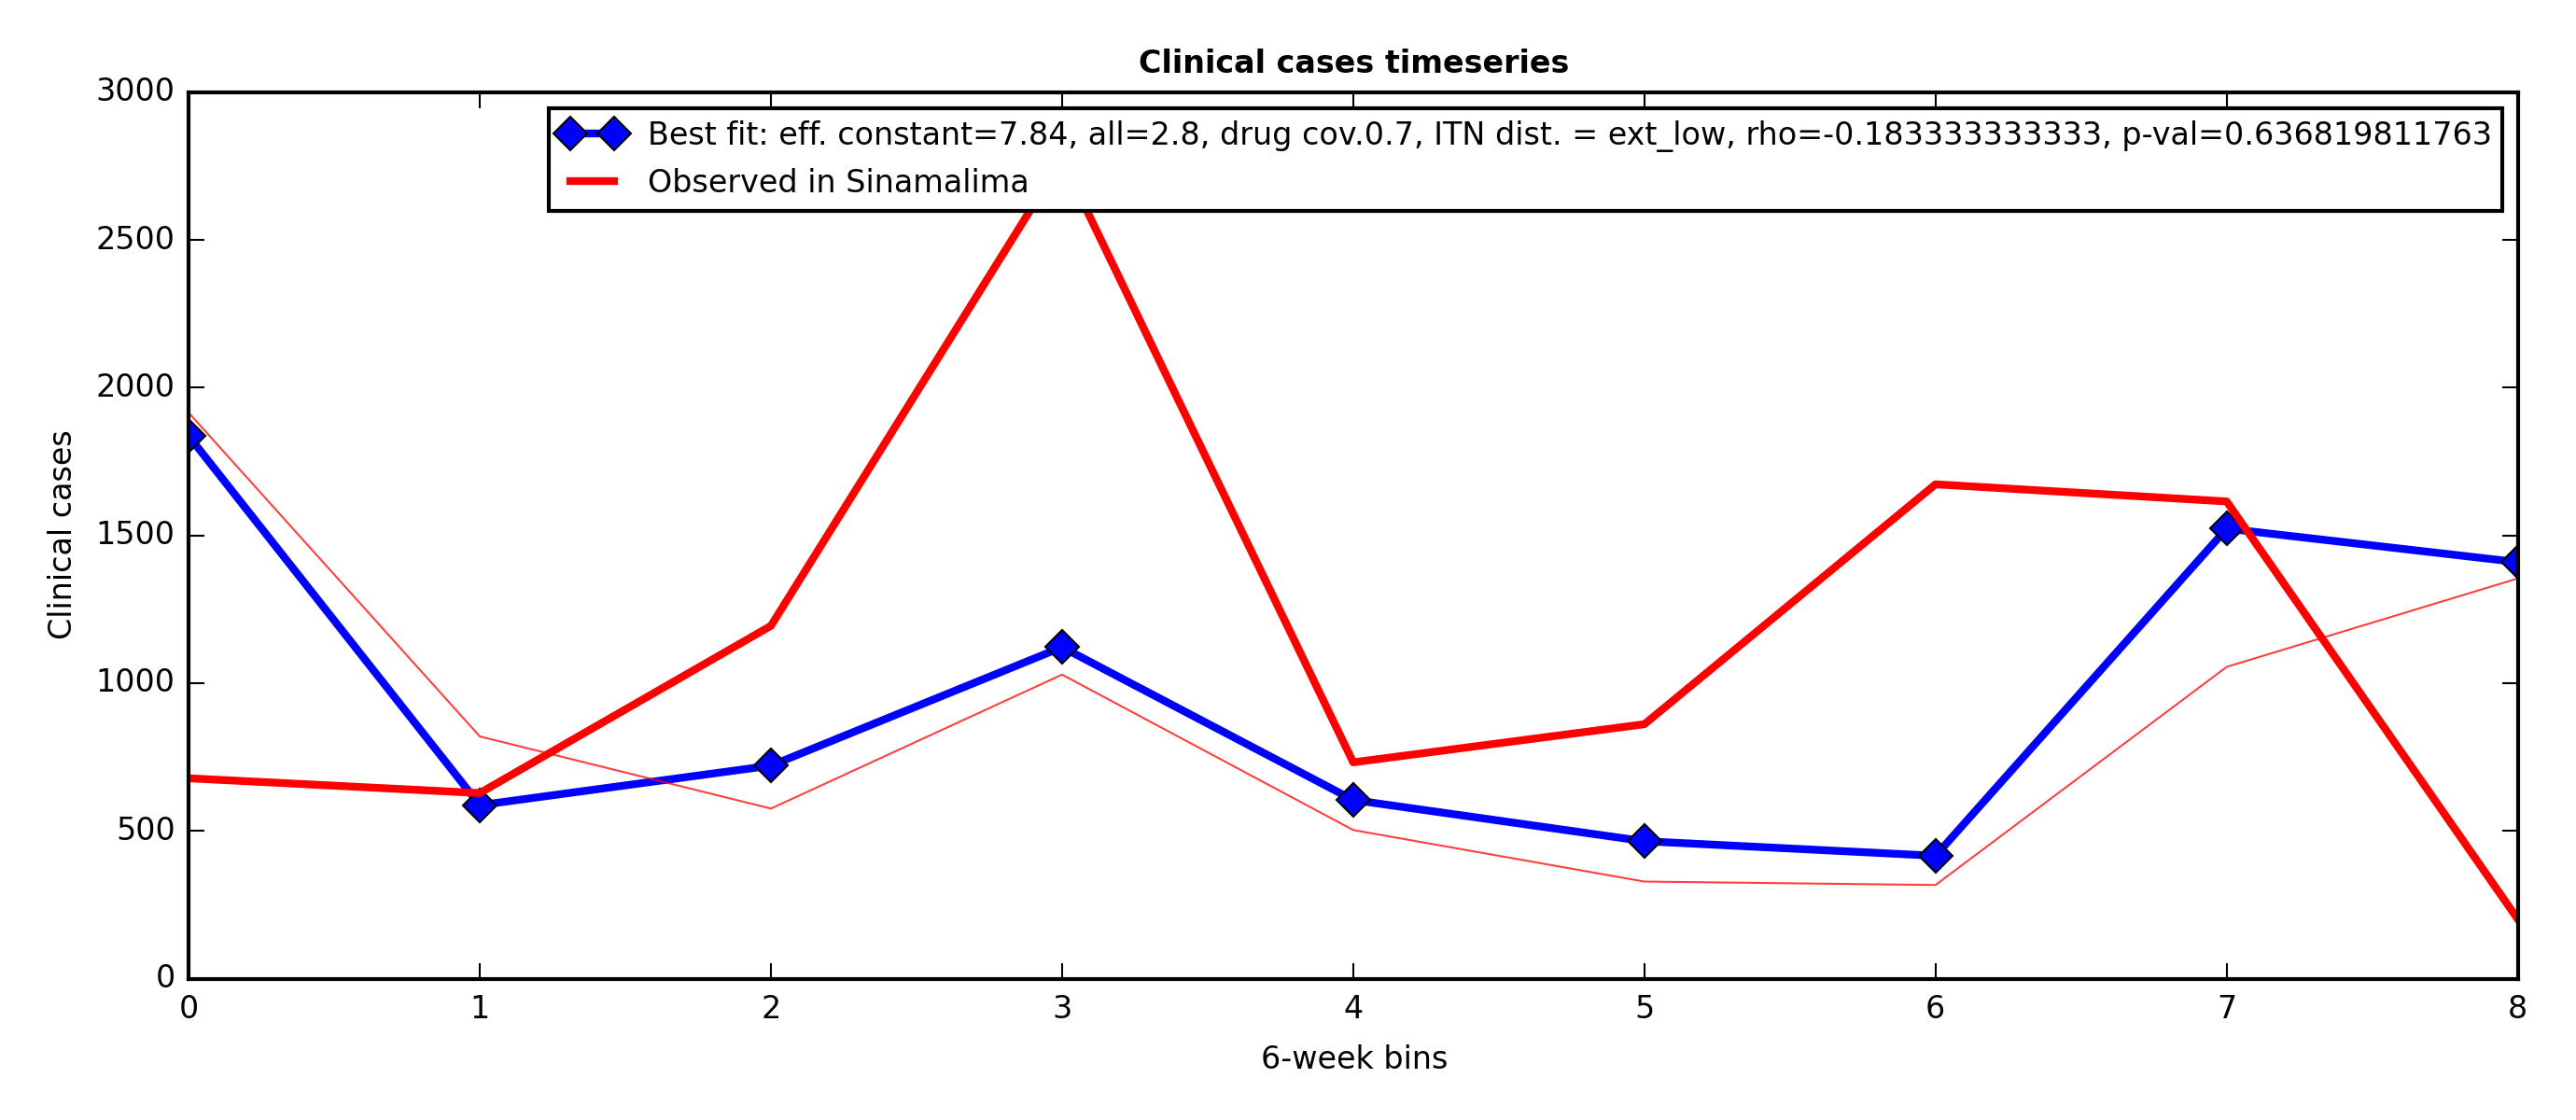 Clinical cases timeseries
3000
2500
2000
1500
1000
500
0
Clinical cases
Best fit: eff. constant=7.84, all=2.8, drug cov.0.7, ITN dist. = ext_low, rho=-0.183333333333, p-val=0.636819811763
Observed in Sinamalima
0 1 2 3 4 5 6 7 8
6-week bins